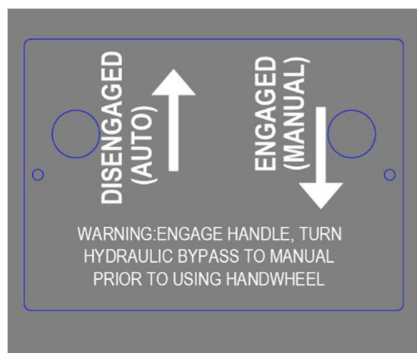 DISENGAGED
(AUTO)
ENGAGED
(MANUAL)
WARNING:ENGAGE HANDLE, TURN
HYDRAULIC BYPASS TO MANUAL
PRIOR TO USING HANDWHEEL